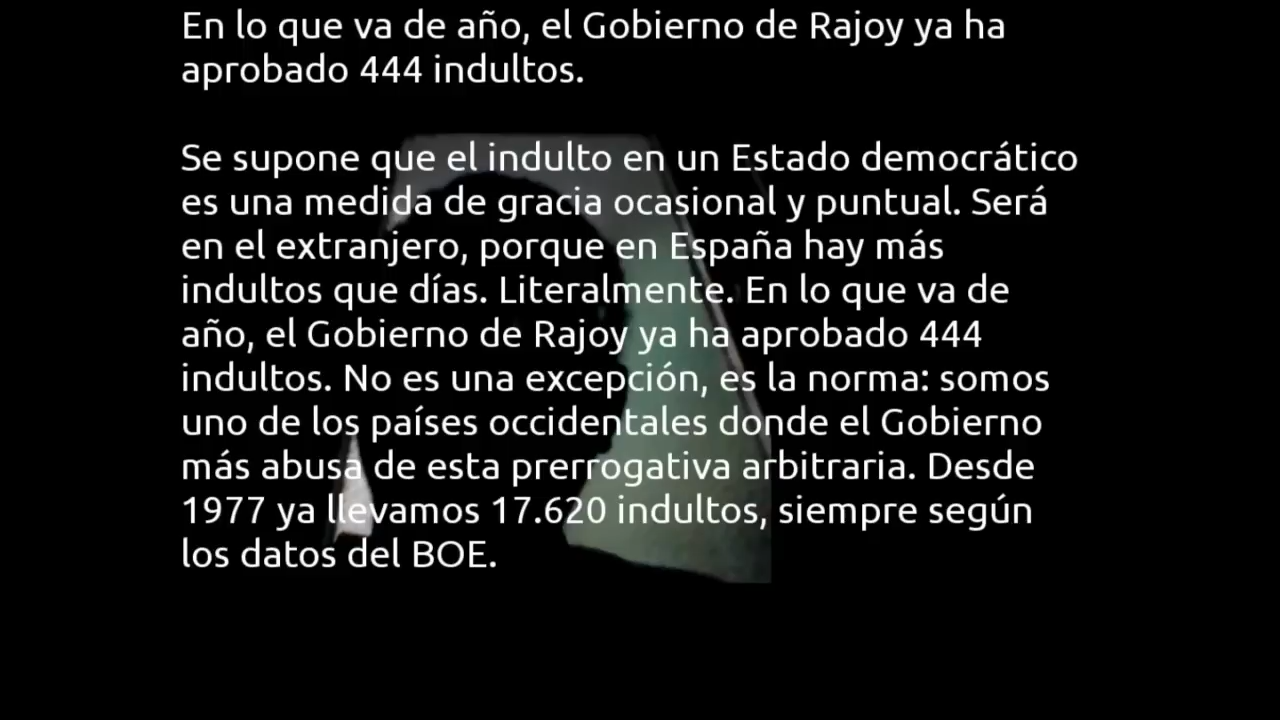 En lo que va de año, el Gobierno de Rajoy ya ha
aprobado 444 indultos.
Se supone que el indulto en un Estado democrático
es una medida de gracia ocasional y puntual. Será
en el extranjero, porque en España hay más
indultos que días. Literalmente. En lo que va de
año, el Gobierno de Rajoy ya ha aprobado 444
indultos. No es una excepción, es la norma: somos
uno de los países occidentales donde el Gobierno
más abusa de esta prerrogativa arbitraria. Desde
1977 ya llevamos 17.620 indultos, siempre según
los datos del BOE.